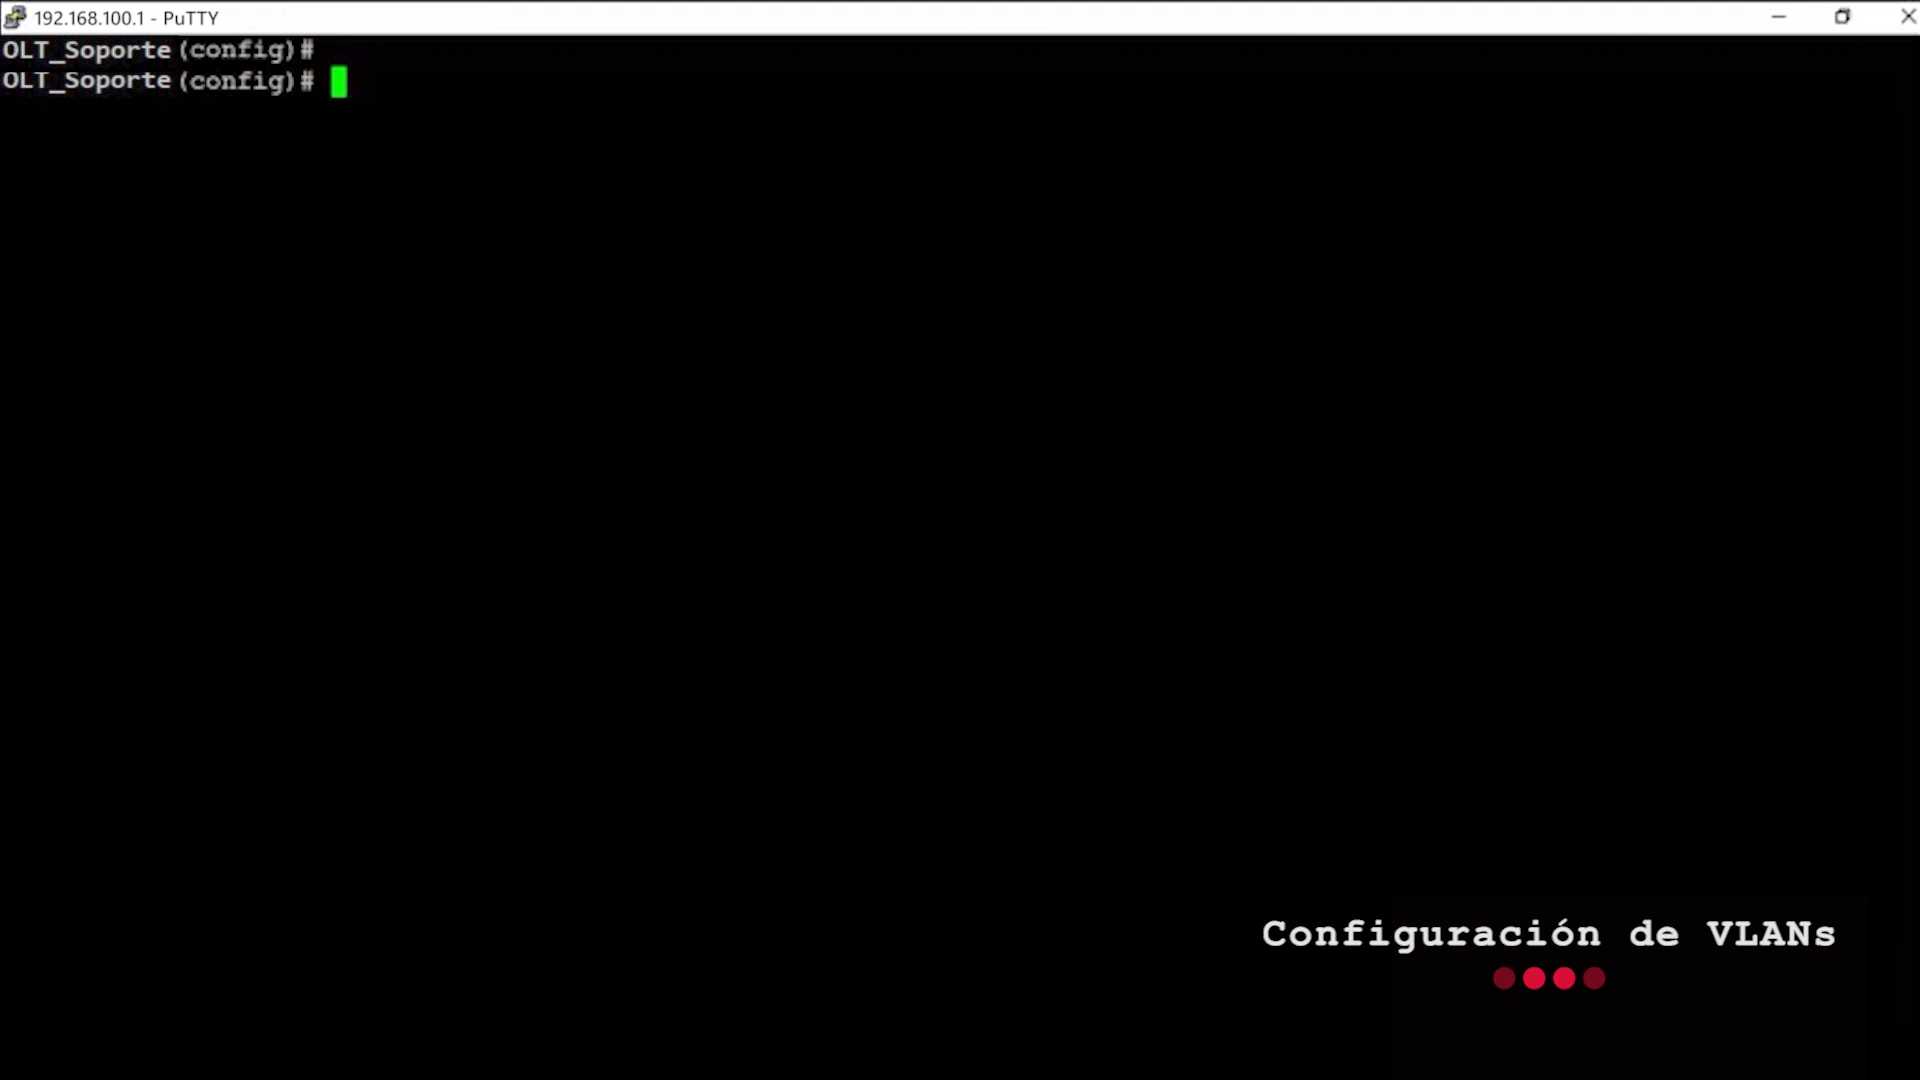 192.168.100.1 - PuTTY
OLT_Soporte(config)#
OLT_Soporte(config)#
Configuración de VLANs